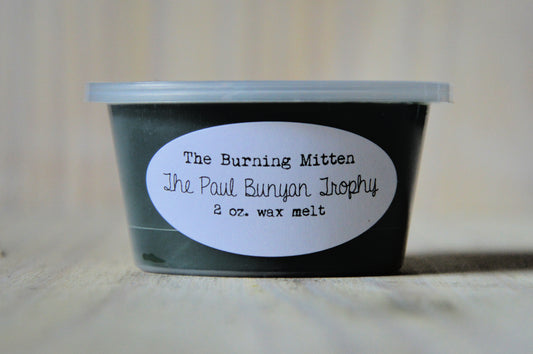 The Burning Mitten
The Paul Bunyan Trophy
2 oz. wax melt